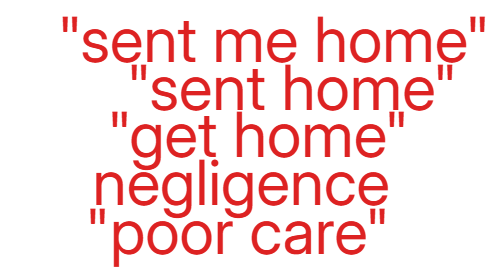 "sent me home"
"sent home"
"get home"
negligence
"poor care"